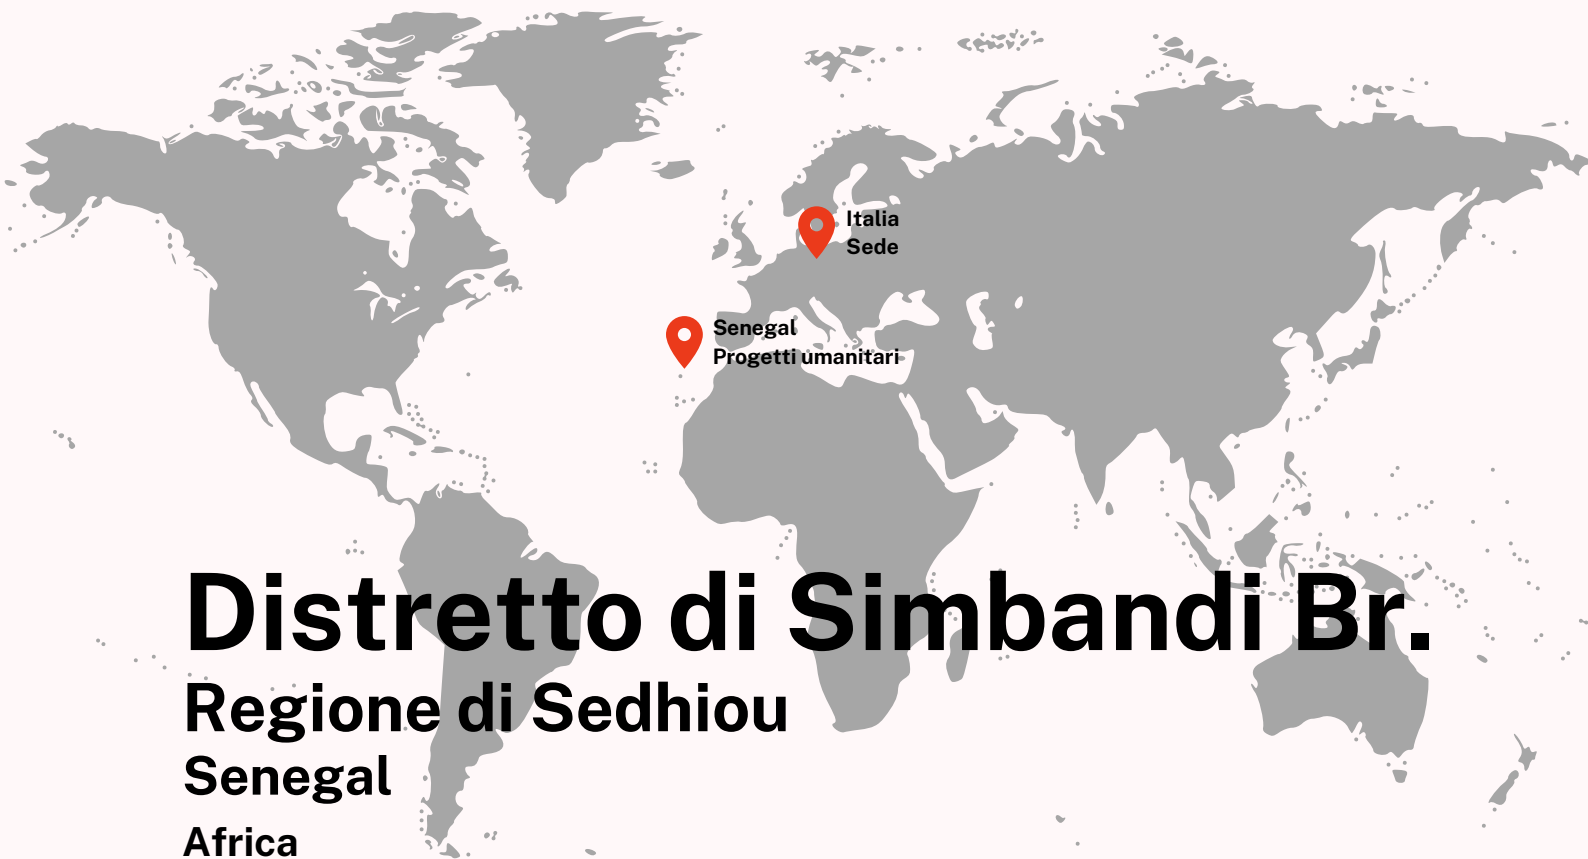 Italia
Sede
Senegal
Progetti umanitari
Distretto di Simbandi Br.
Regione di Sedhiou
Senegal
Africa